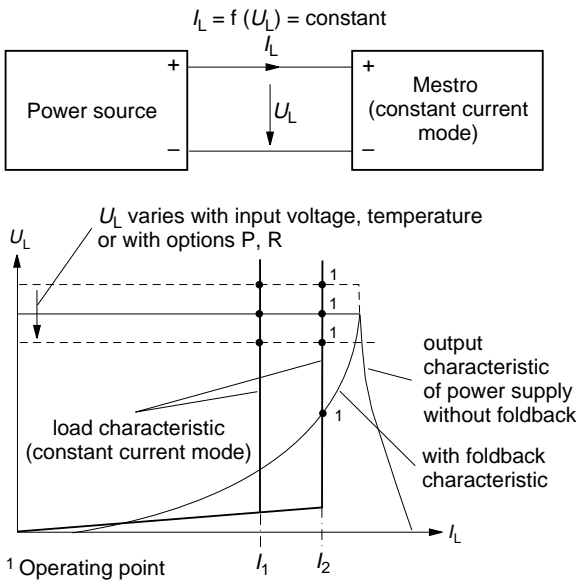 I_L = f (U_L) = constant
I_L
+
+
Power source
U_L
Mestro
(constant current
mode)
–
–
U_L varies with input voltage, temperature
or with options P, R
U_L
1
1
1
output
characteristic
of power supply
without foldback
1
load characteristic
(constant current mode)
with foldback
characteristic
I_L
I_1
I_2
1 Operating point